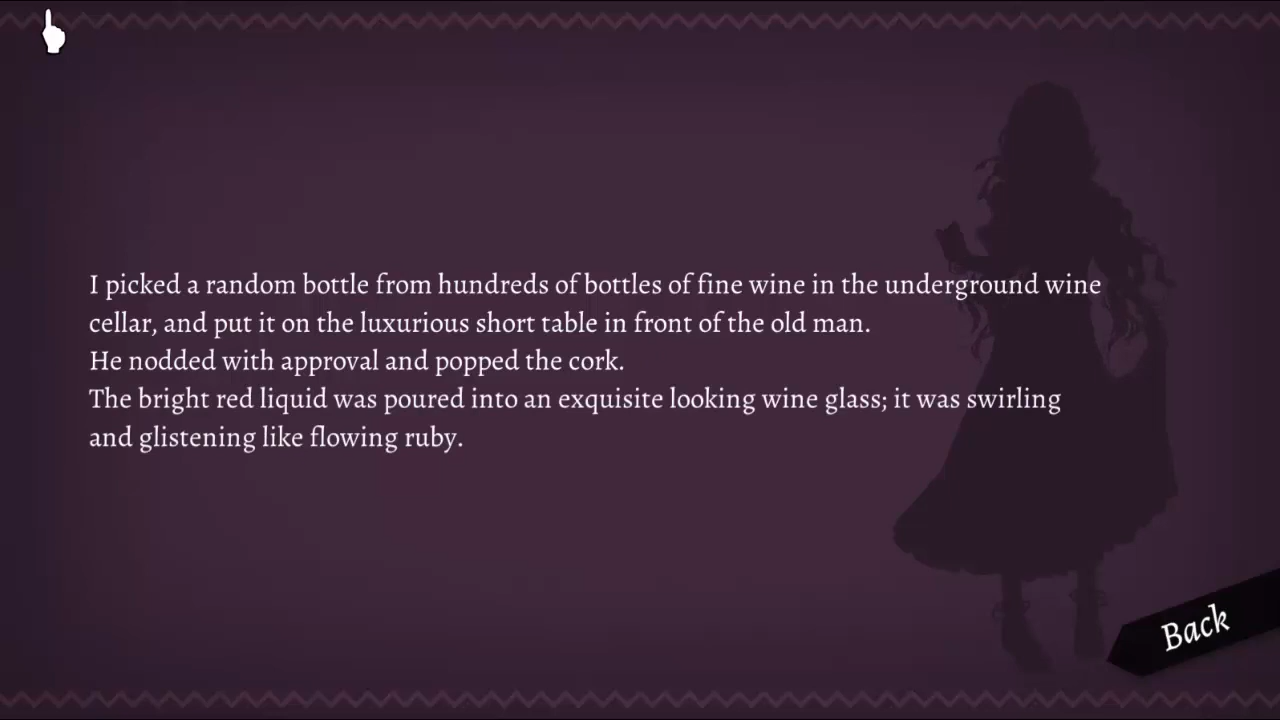 I picked a random bottle from hundreds of bottles of fine wine in the underground wine
cellar, and put it on the luxurious short table in front of the old man.
He nodded with approval and popped the cork.
The bright red liquid was poured into an exquisite looking wine glass; it was swirling
and glistening like flowing ruby.
Back